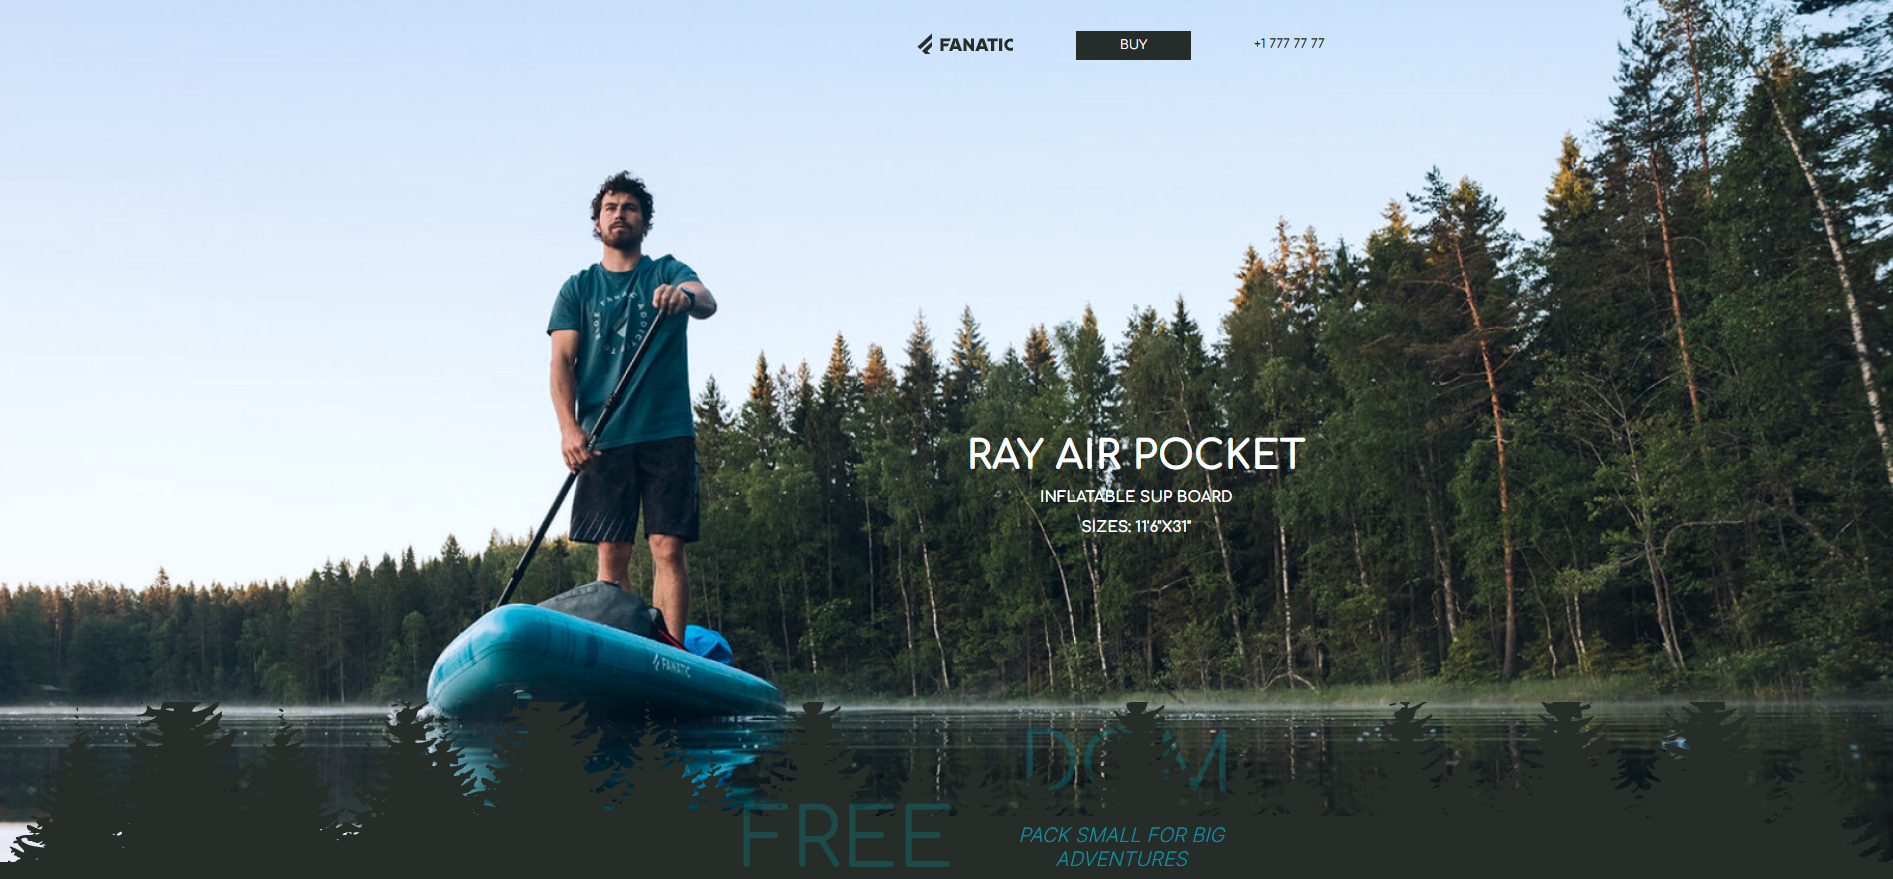 FANATIC
BUY
+1 777 77 77
RAY AIR POCKET
INFLATABLE SUP BOARD
SIZES: 11'6"X31"
FANATIC
DOM
FREE
PACK SMALL FOR BIG
ADVENTURES